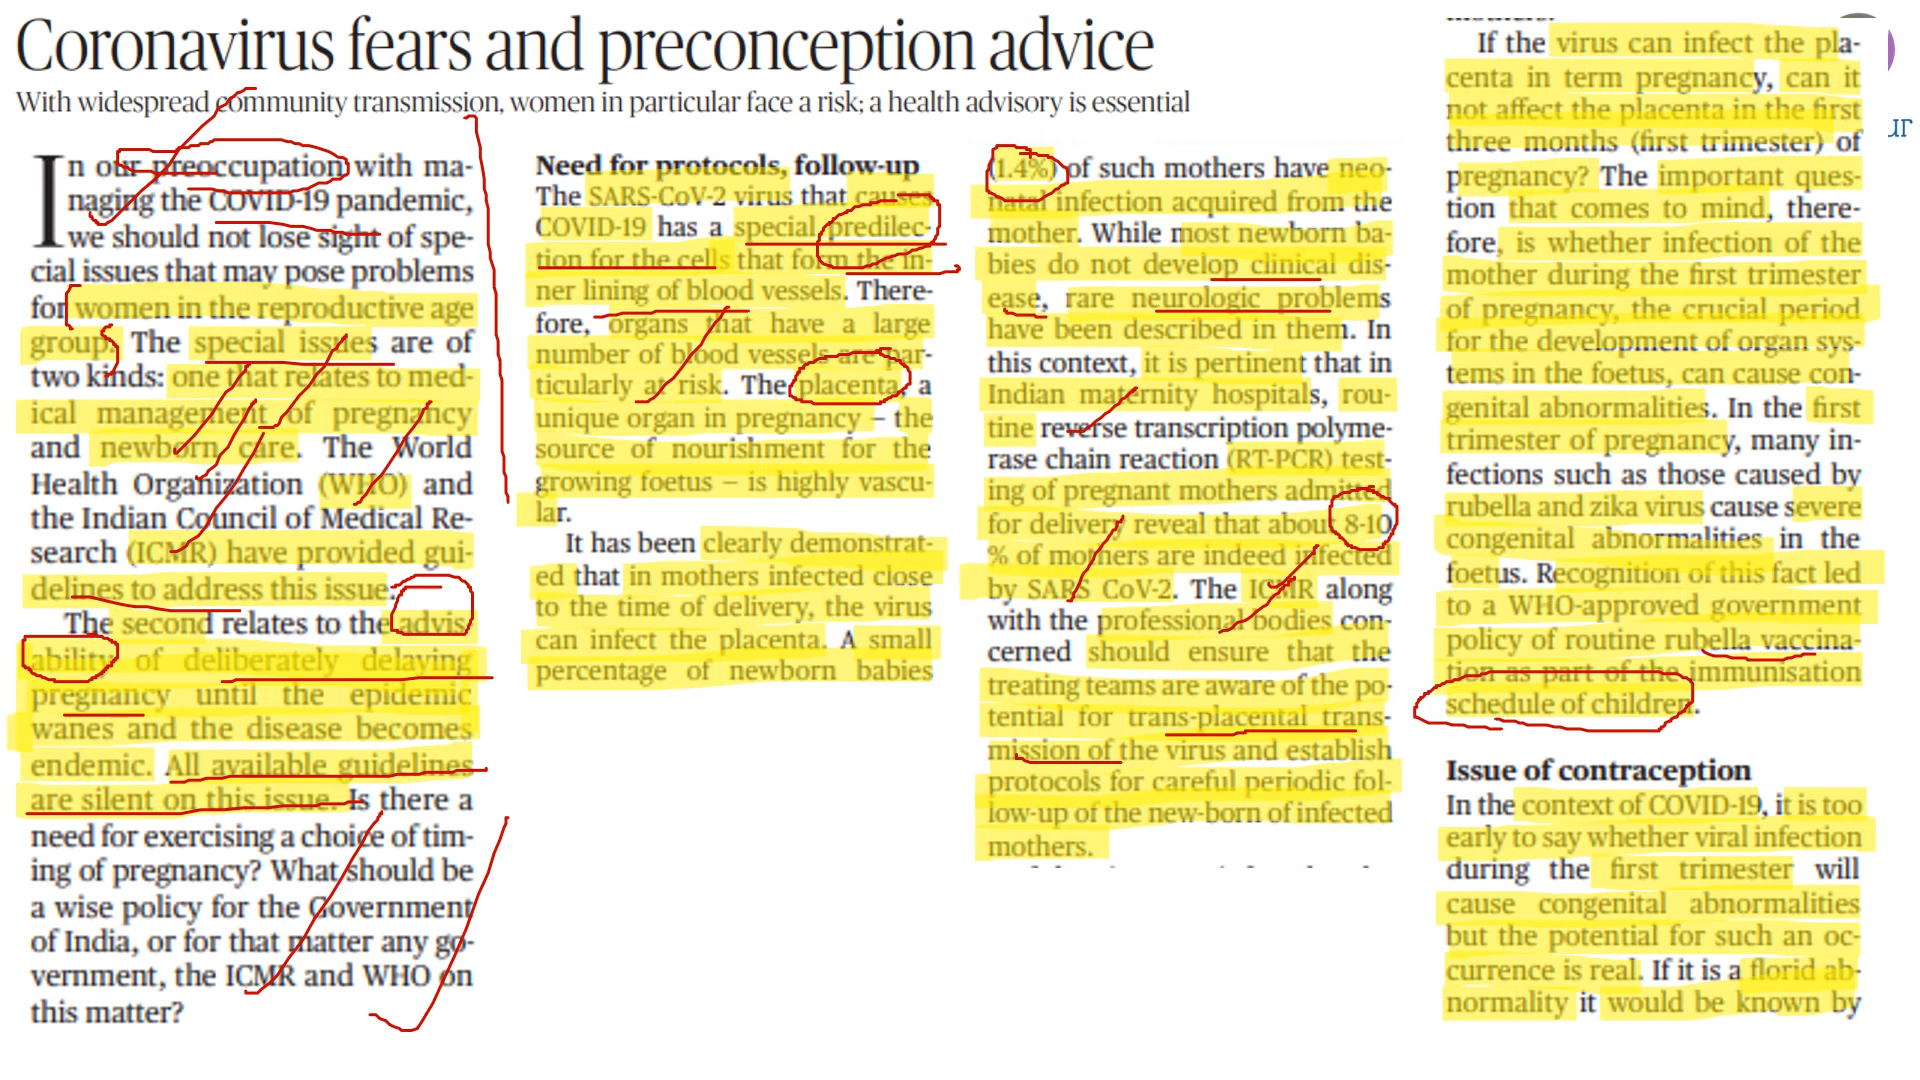 Coronavirus fears and preconception advice
With widespread community transmission, women in particular face a risk; a health advisory is essential
In our preoccupation with ma-
naging the COVID-19 pandemic,
we should not lose sight of spe-
cial issues that may pose problems
for women in the reproductive age
group. The special issues are of
two kinds: one that relates to med-
ical management of pregnancy
and newborn care. The World
Health Organization (WHO) and
the Indian Council of Medical Re-
search (ICMR) have provided gui-
delines to address this issue.
The second relates to the advis-
ability of deliberately delaying
pregnancy until the epidemic
wanes and the disease becomes
endemic. All available guidelines
are silent on this issue. Is there a
need for exercising a choice of tim-
ing of pregnancy? What should be
a wise policy for the Government
of India, or for that matter any go-
vernment, the ICMR and WHO on
this matter?
Need for protocols, follow-up
The SARS-CoV-2 virus that causes
COVID-19 has a special predilec-
tion for the cells that form the in-
ner lining of blood vessels. There-
fore, organs that have a large
number of blood vessels are par-
ticularly at risk. The placenta, a
unique organ in pregnancy – the
source of nourishment for the
growing foetus – is highly vascu-
lar.
It has been clearly demonstrat-
ed that in mothers infected close
to the time of delivery, the virus
can infect the placenta. A small
percentage of newborn babies
(1.4%) of such mothers have neo-
natal infection acquired from the
mother. While most newborn ba-
bies do not develop clinical dis-
ease, rare neurologic problems
have been described in them. In
this context, it is pertinent that in
Indian maternity hospitals, rou-
tine reverse transcription polyme-
rase chain reaction (RT-PCR) test-
ing of pregnant mothers admitted
for delivery reveal that about 8-10
% of mothers are indeed infected
by SARS CoV-2. The ICMR along
with the professional bodies con-
cerned should ensure that the
treating teams are aware of the po-
tential for trans-placental trans-
mission of the virus and establish
protocols for careful periodic fol-
low-up of the new-born of infected
mothers.
If the virus can infect the pla-
centa in term pregnancy, can it
not affect the placenta in the first
three months (first trimester) of
pregnancy? The important ques-
tion that comes to mind, there-
fore, is whether infection of the
mother during the first trimester
of pregnancy, the crucial period
for the development of organ sys-
tems in the foetus, can cause con-
genital abnormalities. In the first
trimester of pregnancy, many in-
fections such as those caused by
rubella and zika virus cause severe
congenital abnormalities in the
foetus. Recognition of this fact led
to a WHO-approved government
policy of routine rubella vaccina-
tion as part of the immunisation
schedule of children.
Issue of contraception
In the context of COVID-19, it is too
early to say whether viral infection
during the first trimester will
cause congenital abnormalities
but the potential for such an oc-
currence is real. If it is a florid ab-
normality it would be known by